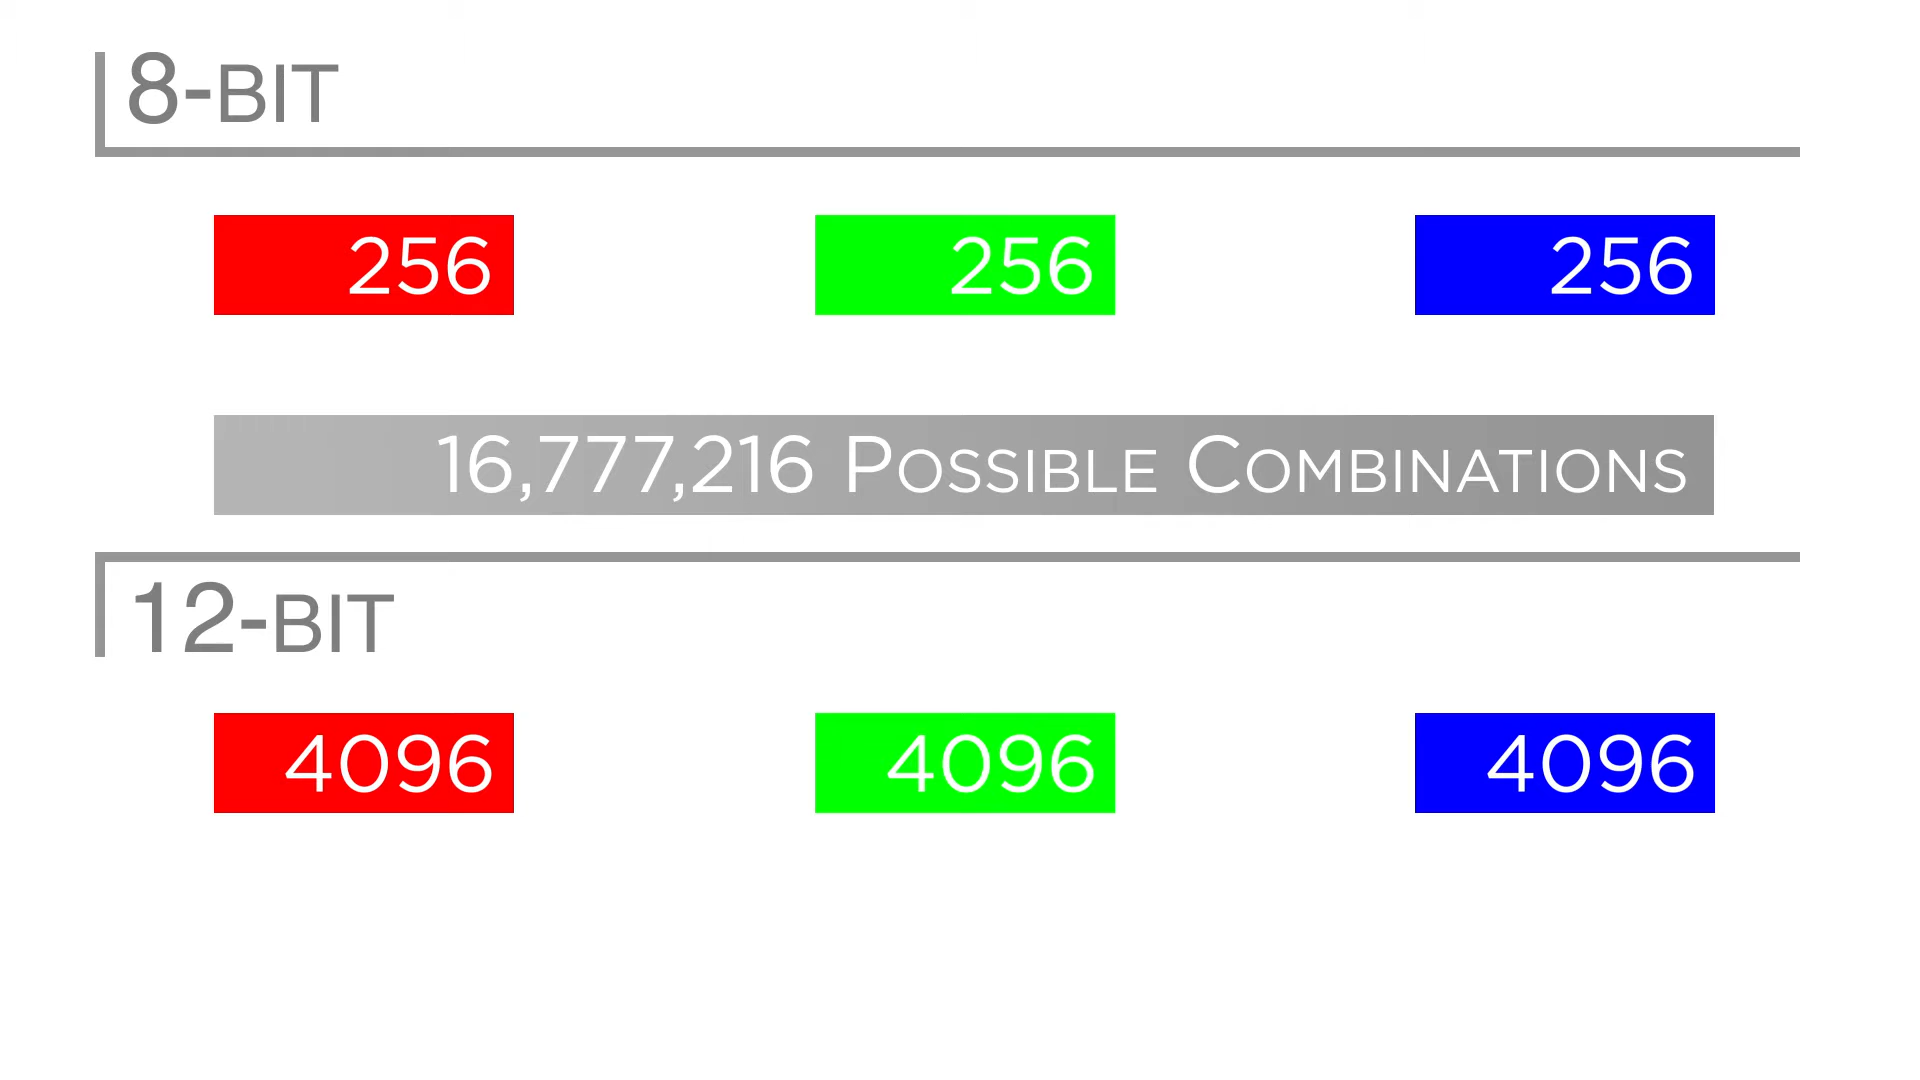 8-BIT
256 256 256
16,777,216 POSSIBLE COMBINATIONS
12-BIT
4096 4096 4096